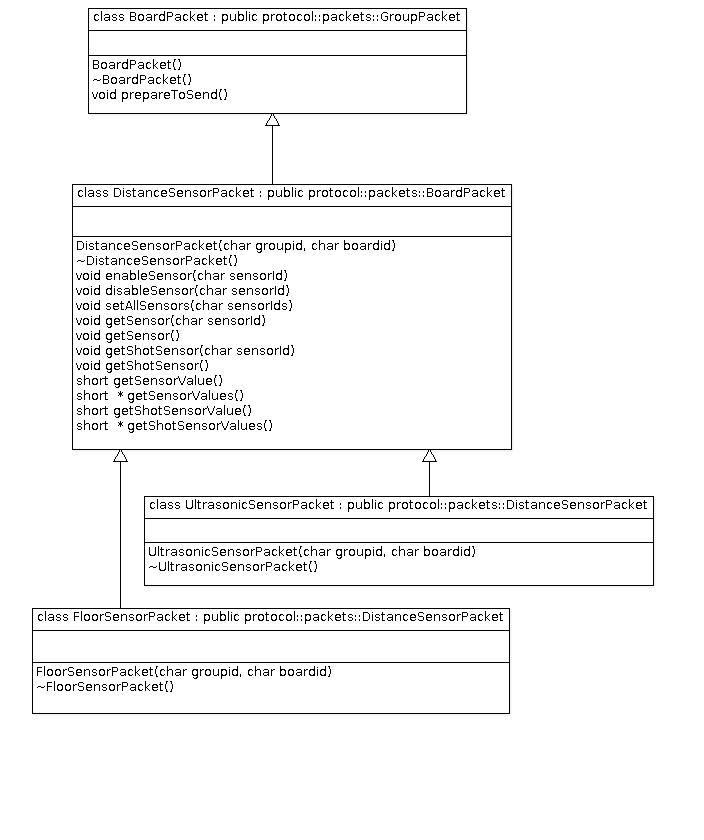 class BoardPacket : public protocol::packets::GroupPacket
BoardPacket()
~BoardPacket()
void prepareToSend()
class DistanceSensorPacket : public protocol::packets::BoardPacket
DistanceSensorPacket(char groupid, char boardid)
~DistanceSensorPacket()
void enableSensor(char sensorId)
void disableSensor(char sensorId)
void setAllSensors(char sensorIds)
void getSensor(char sensorId)
void getSensor()
void getShotSensor(char sensorId)
void getShotSensor()
short getSensorValue()
short * getSensorValues()
short getShotSensorValue()
short * getShotSensorValues()
class UltrasonicSensorPacket : public protocol::packets::DistanceSensorPacket
UltrasonicSensorPacket(char groupid, char boardid)
~UltrasonicSensorPacket()
class FloorSensorPacket : public protocol::packets::DistanceSensorPacket
FloorSensorPacket(char groupid, char boardid)
~FloorSensorPacket()